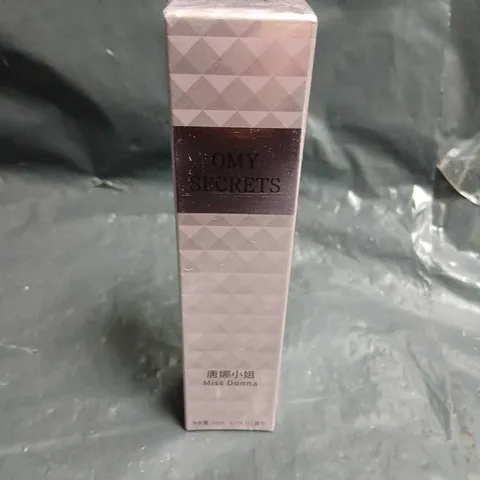 OMY
SECRETS
唐娜小姐
Miss Donna